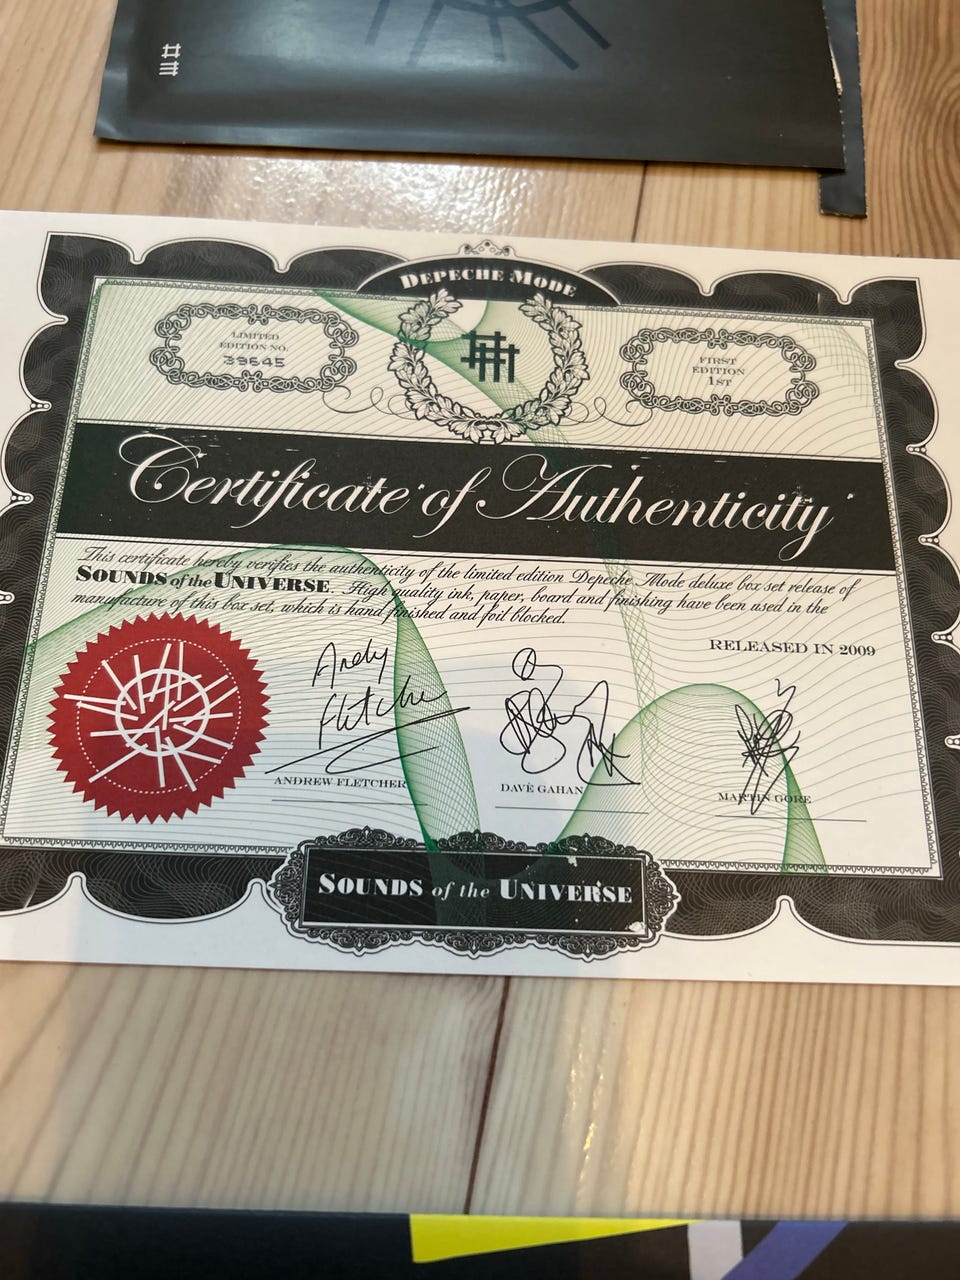 DEPECHE MODE
LIMITED
EDITION NO.
39645
FIRST
EDITION
1ST
Certificate of Authenticity
This certificate hereby verifies the authenticity of the limited edition Depeche Mode deluxe box set release of
SOUNDS of the UNIVERSE. High quality ink, paper, board and finishing have been used in the
manufacture of this box set, which is hand finished and foil blocked.
RELEASED IN 2009
Andy
Fletcher
ANDREW FLETCHER
DAVE GAHAN
MARTIN GORE
SOUNDS of the UNIVERSE